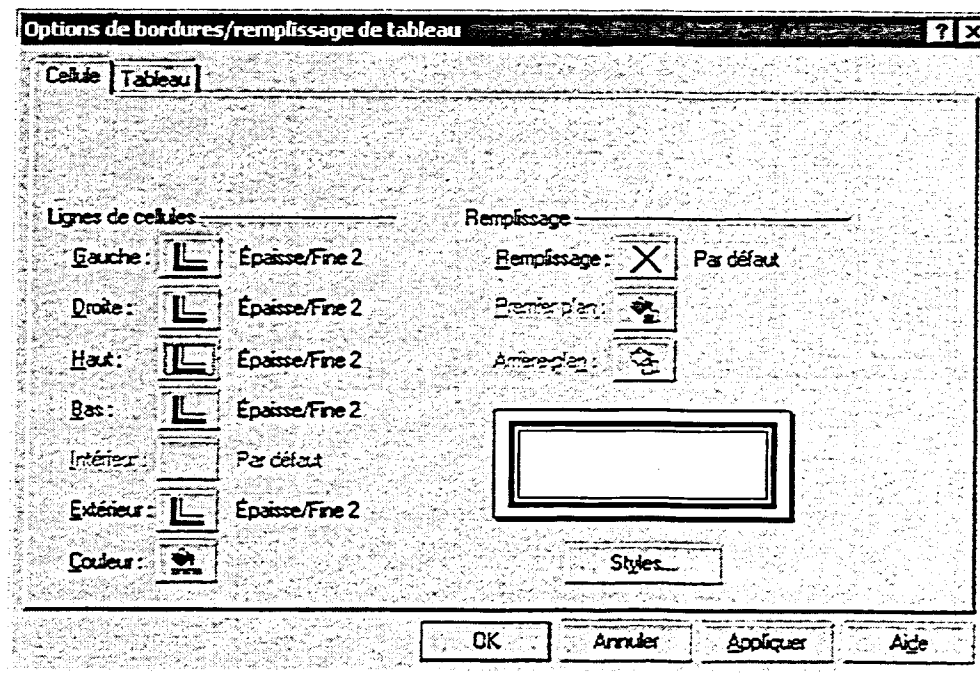 Options de bordures/remplissage de tableau ? X
Cellule Tableau
Lignes de cellules
Gauche : Épaisse/Fine 2
Droite : Épaisse/Fine 2
Haut : Épaisse/Fine 2
Bas : Épaisse/Fine 2
Intérieur : Par défaut
Extérieur : Épaisse/Fine 2
Couleur :
Remplissage
Remplissage : Par défaut
Premier plan :
Arrière-plan :
Styles...
OK Annuler Appliquer Aide